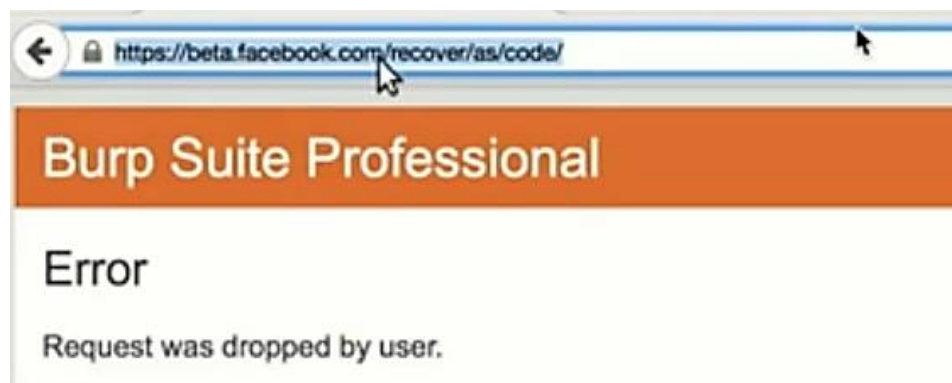 https://beta.facebook.com/recover/as/code/
Burp Suite Professional
Error
Request was dropped by user.